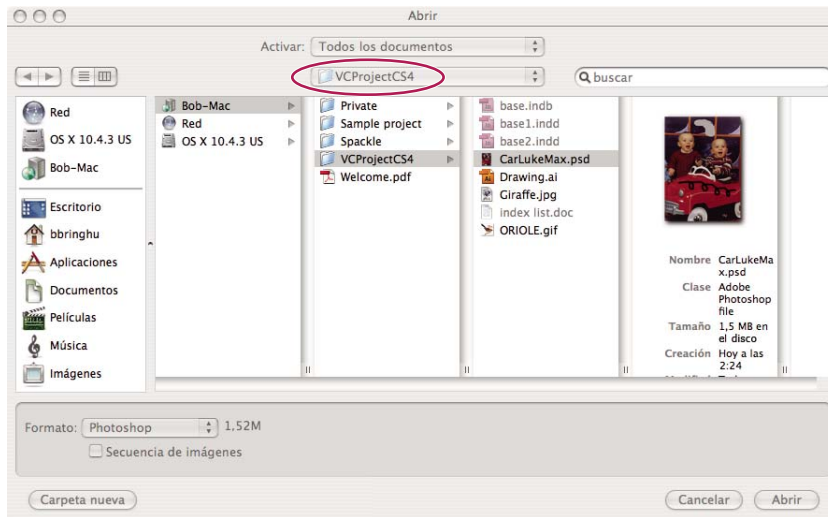 Abrir
Activar: Todos los documentos
VCProjectCS4
buscar
Red
OS X 10.4.3 US
Bob-Mac
Escritorio
bbringhu
Aplicaciones
Documentos
Películas
Música
Imágenes
Bob-Mac
Red
OS X 10.4.3 US
Private
Sample project
Spackle
VCProjectCS4
Welcome.pdf
base.indb
base1.indd
base2.indd
CarLukeMax.psd
Drawing.ai
Giraffe.jpg
index list.doc
ORIOLE.gif
Nombre CarLukeMa
x.psd
Clase Adobe
Photoshop
file
Tamaño 1,5 MB en
el disco
Creación Hoy a las
2:24
Formato: Photoshop 1.52M
Secuencia de imágenes
Carpeta nueva
Cancelar Abrir